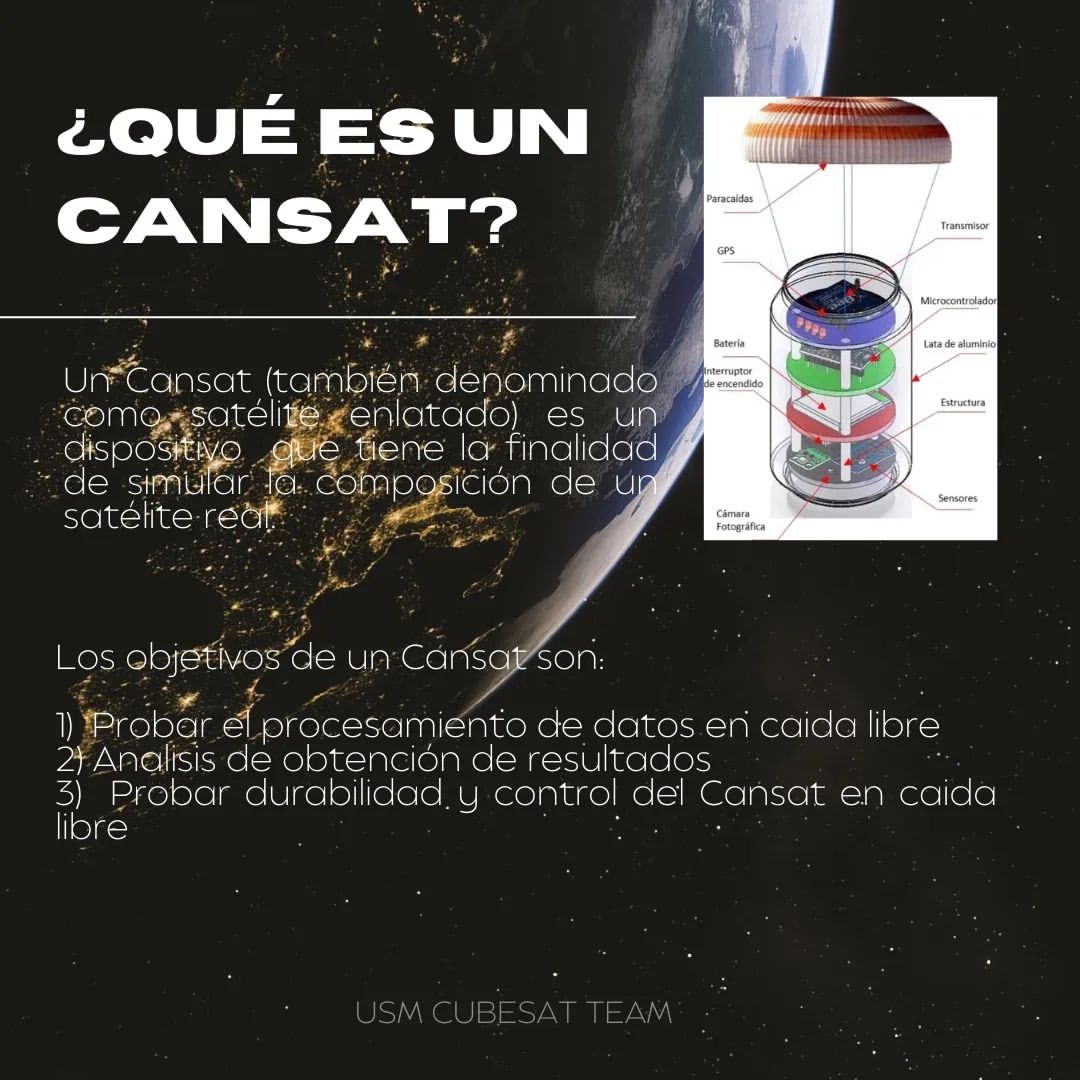 ¿QUÉ ES UN
CANSAT?
Un Cansat (también denominado
como satélite enlatado) es un
dispositivo que tiene la finalidad
de simular la composición de un
satélite real.
Paracaídas
Transmisor
GPS
Microcontrolador
Batería
Lata de aluminio
Interruptor
de encendido
Estructura
Sensores
Cámara
Fotográfica
Los objetivos de un Cansat son:
1) Probar el procesamiento de datos en caida libre
2) Analisis de obtención de resultados
3) Probar durabilidad y control del Cansat en caida
libre
USM CUBESAT TEAM